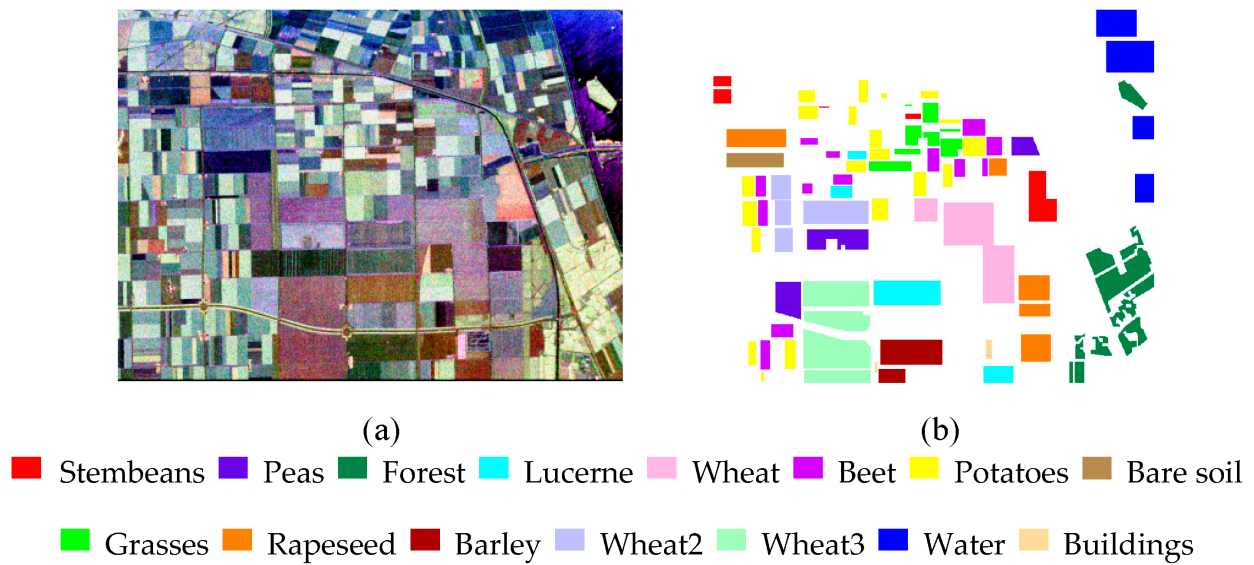 (a) (b)
Stembeans Peas Forest Lucerne Wheat Beet Potatoes Bare soil
Grasses Rapeseed Barley Wheat2 Wheat3 Water Buildings